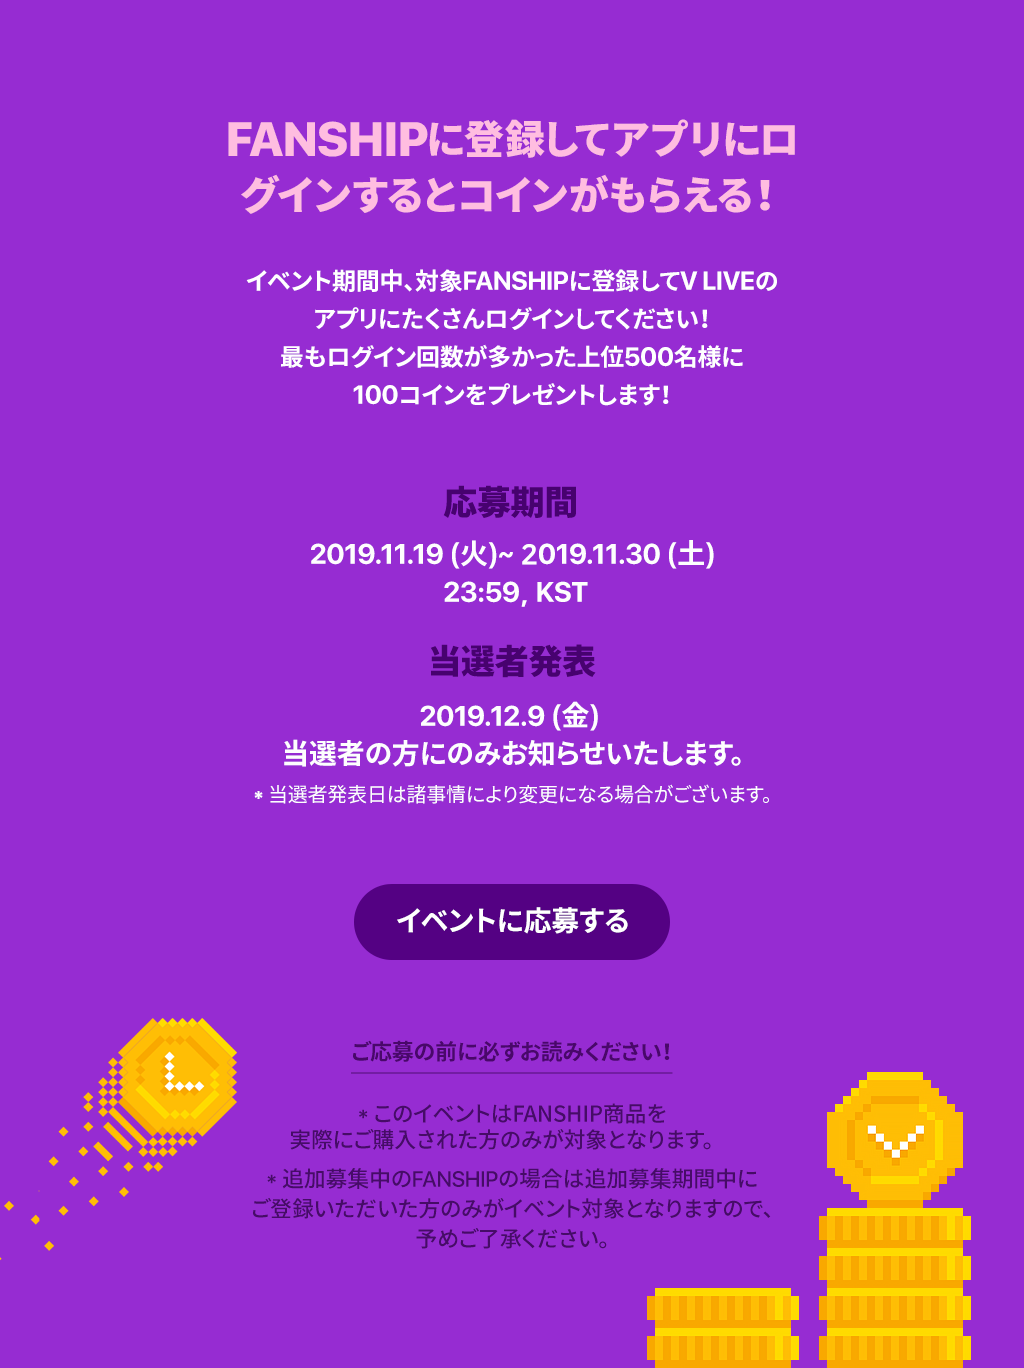 FANSHIPに登録してアプリにロ
グインするとコインがもらえる！
イベント期間中、対象FANSHIPに登録してV LIVEの
アプリにたくさんログインしてください！
最もログイン回数が多かった上位500名様に
100コインをプレゼントします！
応募期間
2019.11.19 (火)~ 2019.11.30 (土)
23:59, KST
当選者発表
2019.12.9 (金)
当選者の方にのみお知らせいたします。
* 当選者発表日は諸事情により変更になる場合がございます。
イベントに応募する
ご応募の前に必ずお読みください！
* このイベントはFANSHIP商品を
実際にご購入された方のみが対象となります。
* 追加募集中のFANSHIPの場合は追加募集期間中に
ご登録いただいた方のみがイベント対象となりますので、
予めご了承ください。